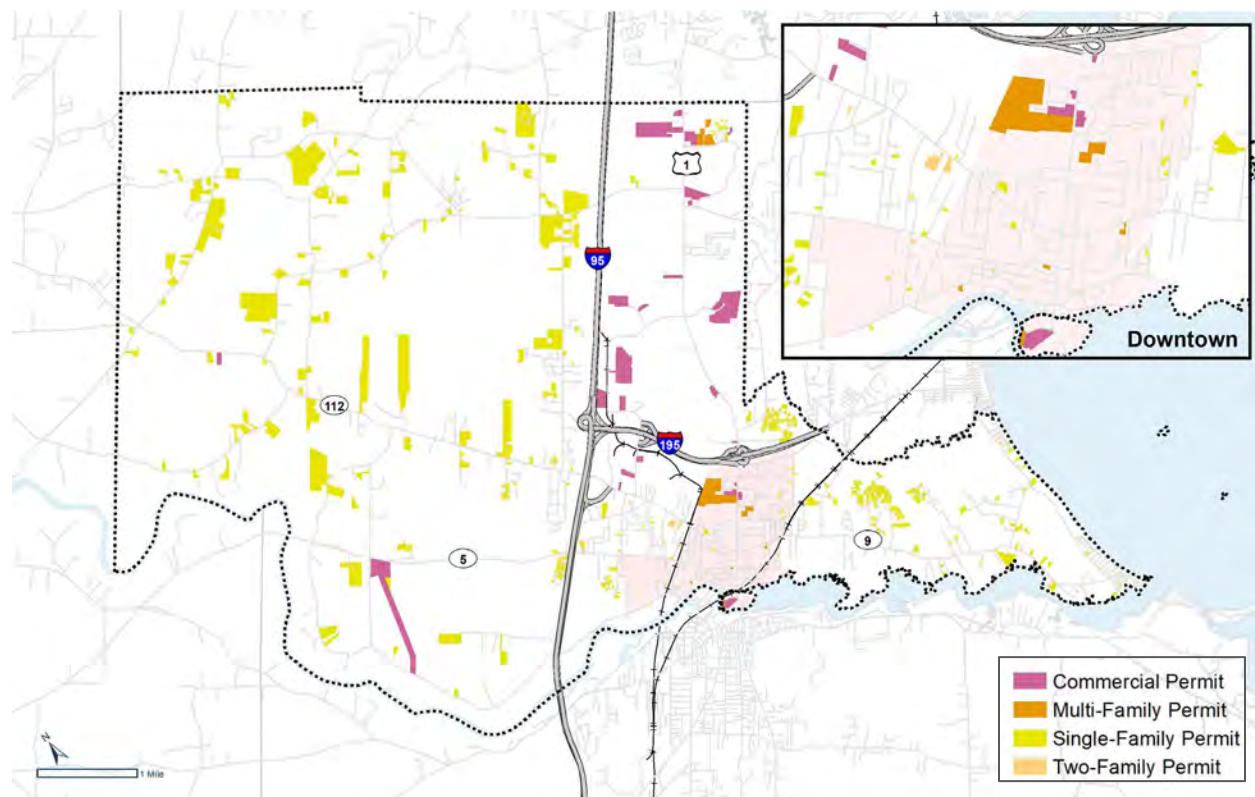 1
95
112
195
5
9
Downtown
Commercial Permit
Multi-Family Permit
Single-Family Permit
Two-Family Permit
N
1 Mile